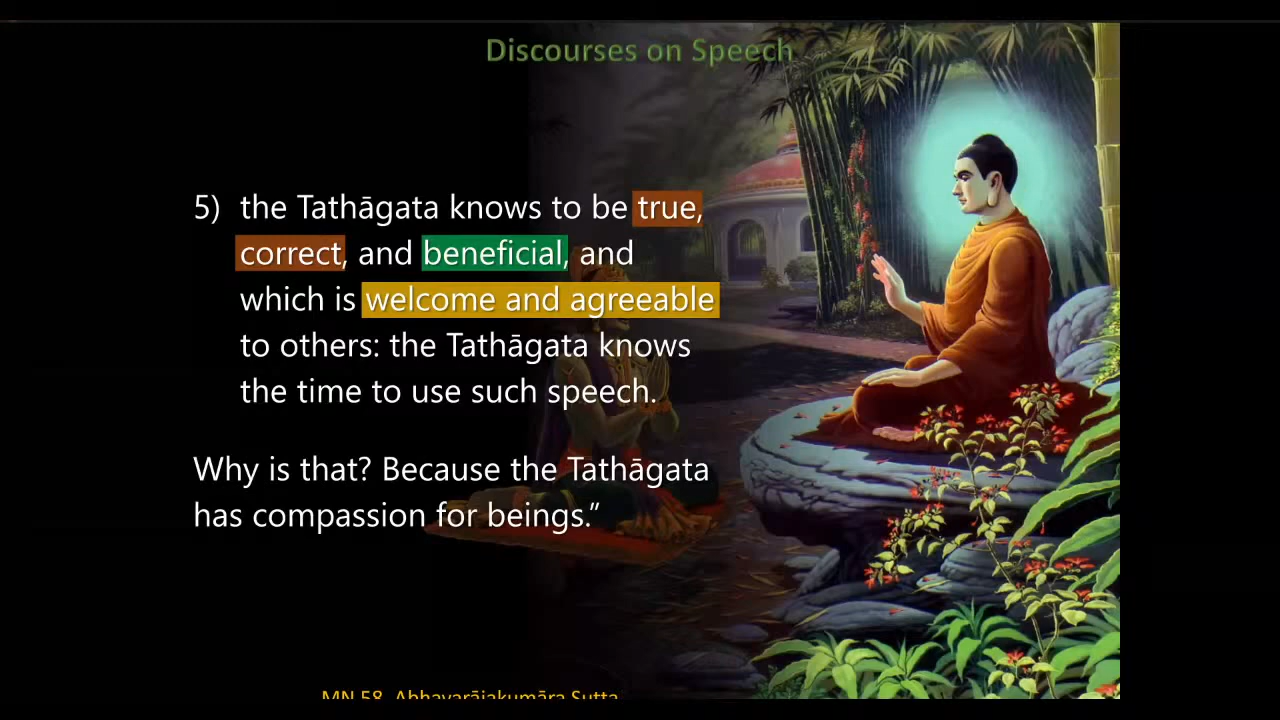 Discourses on Speech
5) the Tathāgata knows to be true,
correct, and beneficial, and
which is welcome and agreeable
to others: the Tathāgata knows
the time to use such speech.
Why is that? Because the Tathāgata
has compassion for beings.”
MN 58 Abhayarājakumāra Sutta